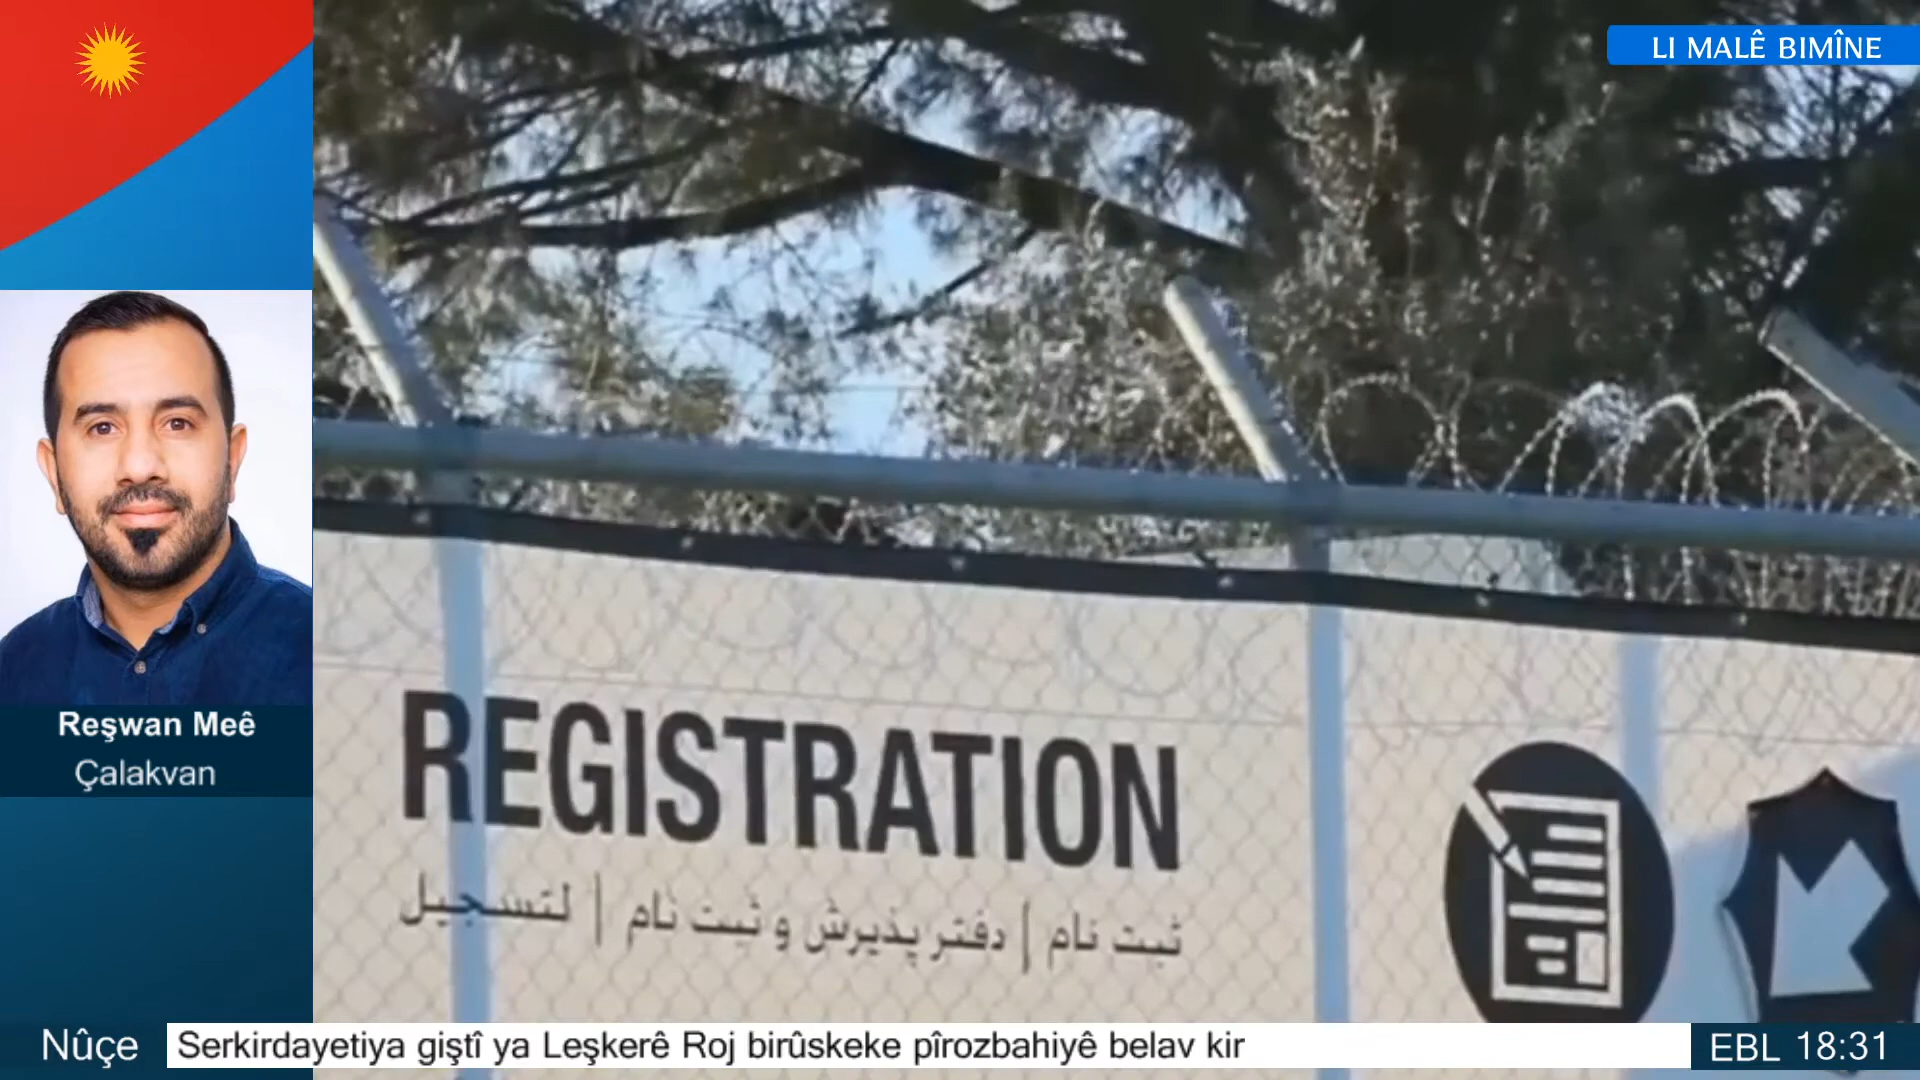 LI MALÊ BIMÎNE
Reşwan Meê
Çalakvan
REGISTRATION
ثبت نام | دفتر پذیرش و ثبت نام | لتسجيل
Nûçe
Serkirdayetiya giştî ya Leşkerê Roj birûskeke pîrozbahiyê belav kir
EBL 18:31